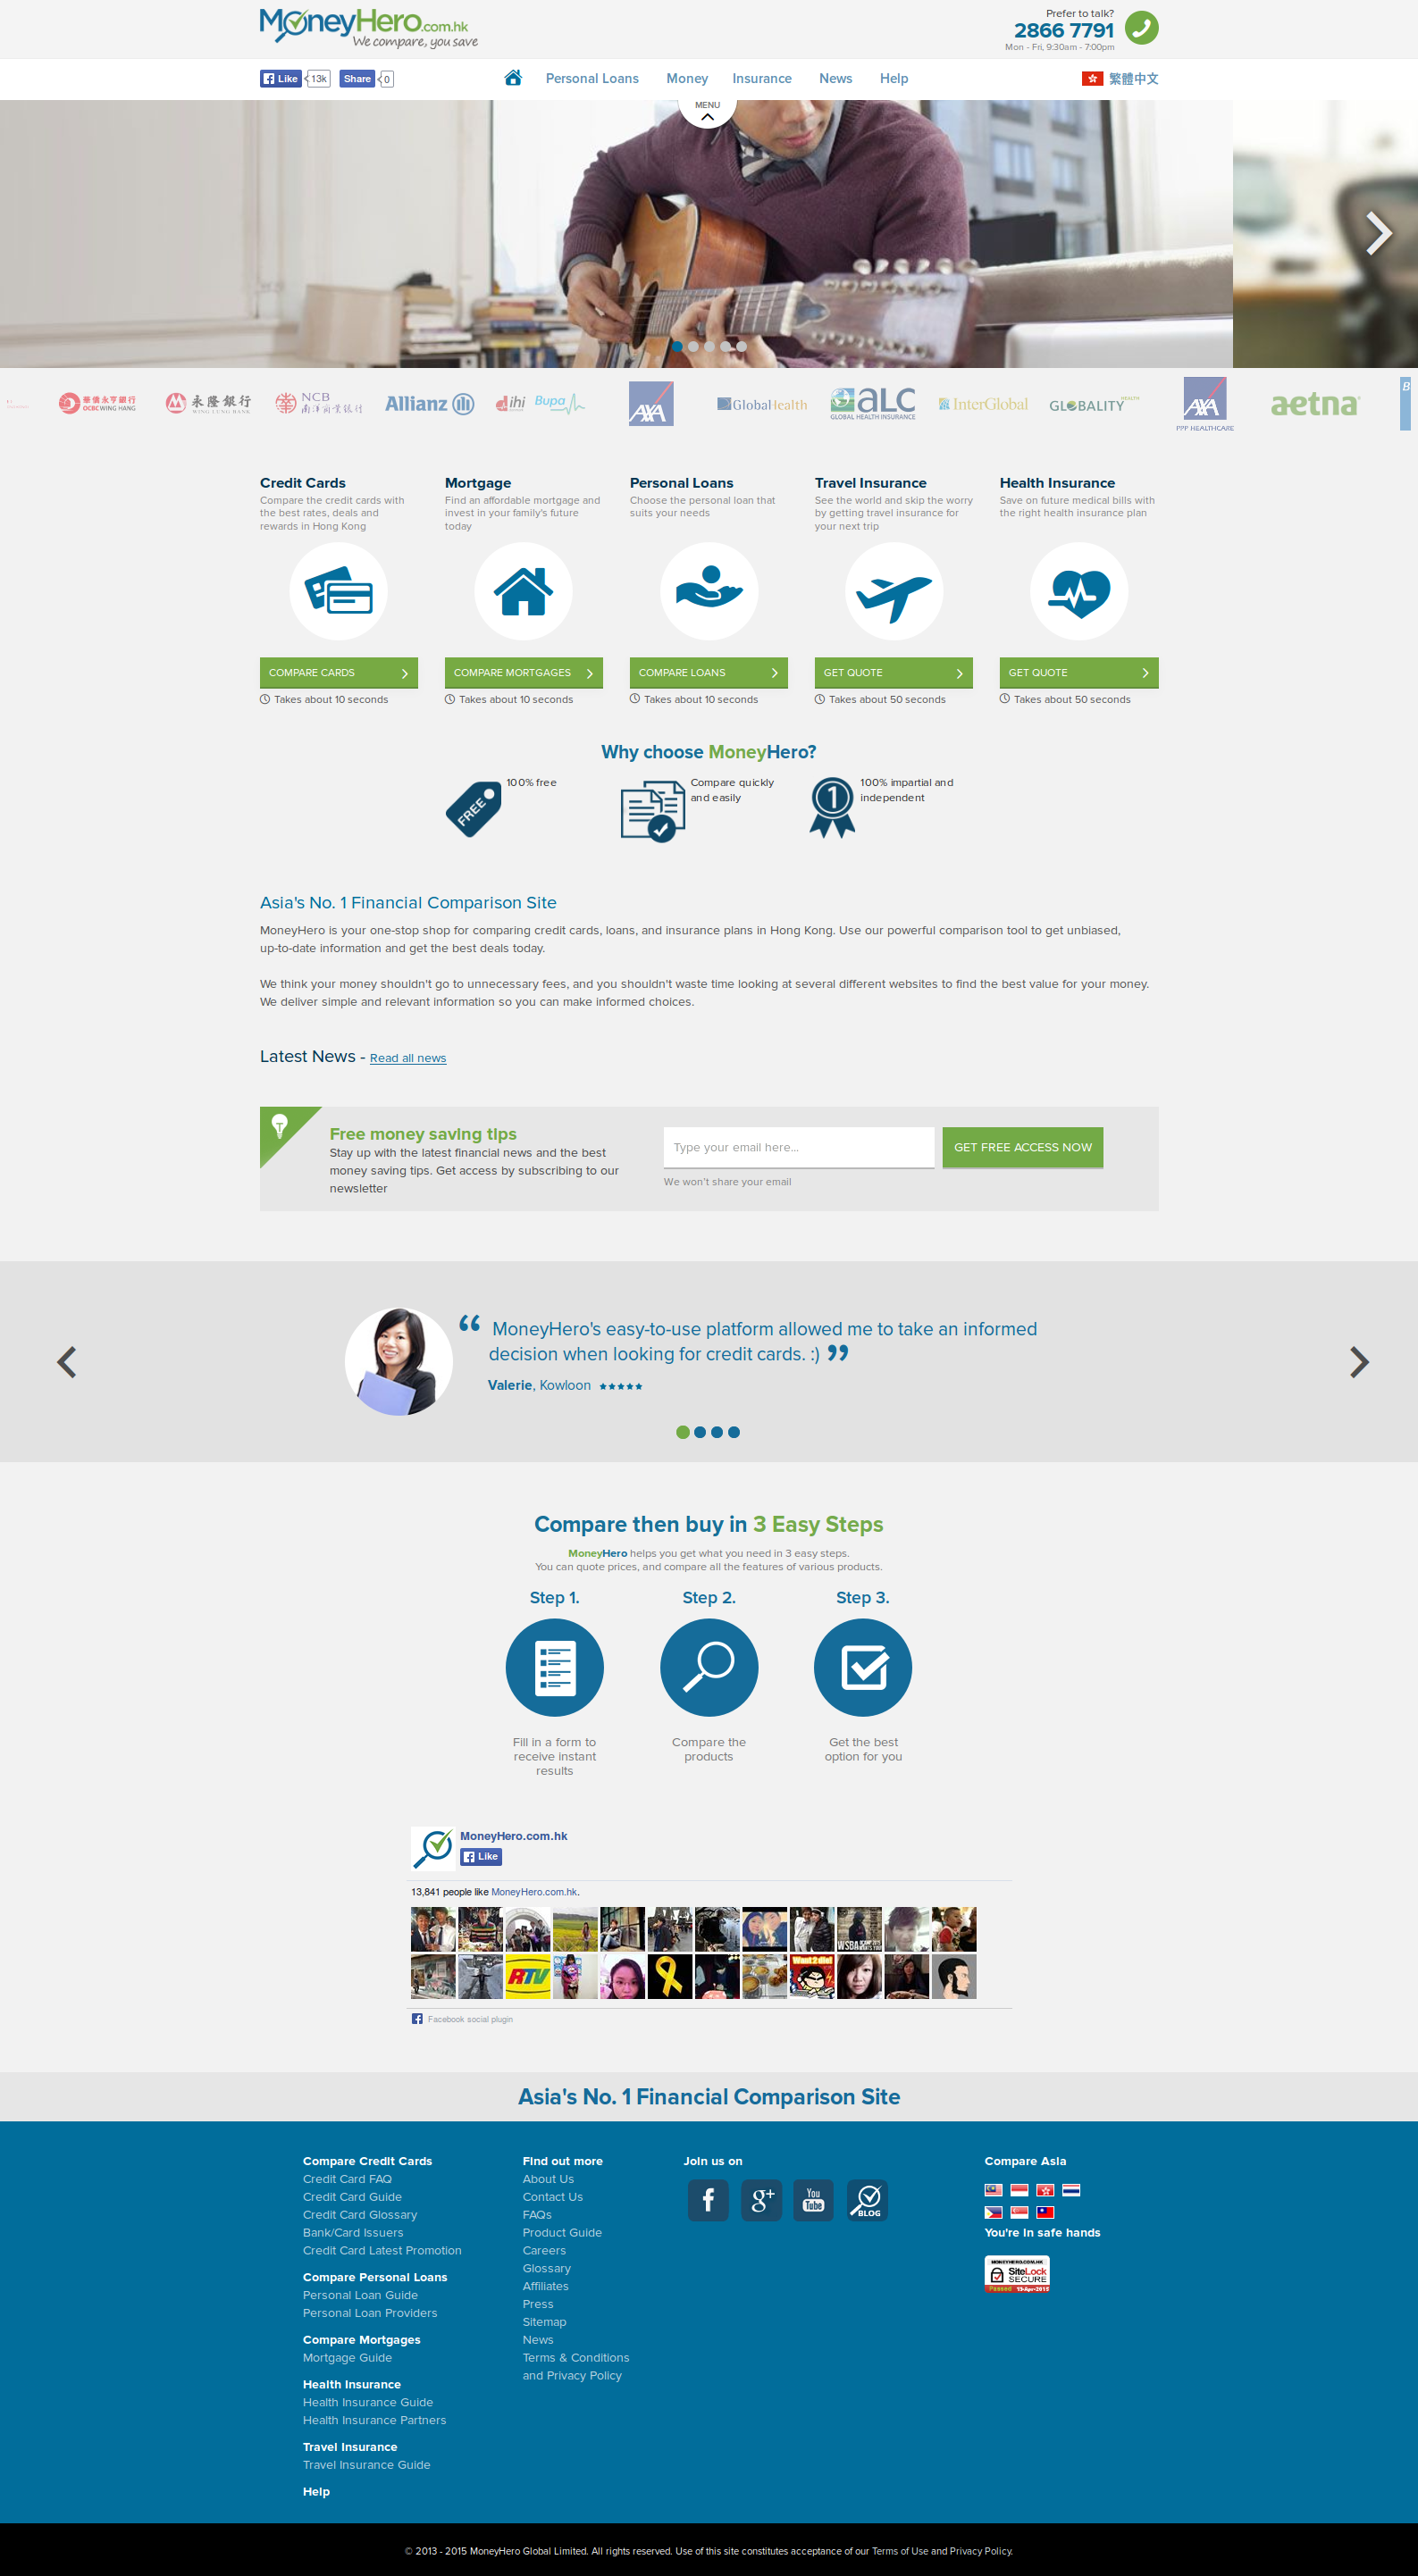 MoneyHero.com.hk
We compare, you save
Prefer to talk?
2866 7791
Mon - Fri, 9:30am - 7:00pm
Like 13k Share 0
Personal Loans Money Insurance News Help
繁體中文
MENU
華僑永亨銀行
OCBC WING HANG
永隆銀行
WING LUNG BANK
NCB
南洋商業銀行
Allianz
ihi Bupa
AXA
GlobalHealth
aLC
GLOBAL HEALTH INSURANCE
InterGlobal
GLOBALITY HEALTH
AXA
PPP HEALTHCARE
aetna
Credit Cards
Compare the credit cards with
the best rates, deals and
rewards in Hong Kong
COMPARE CARDS
Takes about 10 seconds
Mortgage
Find an affordable mortgage and
invest in your family's future
today
COMPARE MORTGAGES
Takes about 10 seconds
Personal Loans
Choose the personal loan that
suits your needs
COMPARE LOANS
Takes about 10 seconds
Travel Insurance
See the world and skip the worry
by getting travel insurance for
your next trip
GET QUOTE
Takes about 50 seconds
Health Insurance
Save on future medical bills with
the right health insurance plan
GET QUOTE
Takes about 50 seconds
Why choose MoneyHero?
FREE
100% free
Compare quickly
and easily
1
100% impartial and
independent
Asia's No. 1 Financial Comparison Site
MoneyHero is your one-stop shop for comparing credit cards, loans, and insurance plans in Hong Kong. Use our powerful comparison tool to get unbiased,
up-to-date information and get the best deals today.
We think your money shouldn't go to unnecessary fees, and you shouldn't waste time looking at several different websites to find the best value for your money.
We deliver simple and relevant information so you can make informed choices.
Latest News - Read all news
Free money saving tips
Stay up with the latest financial news and the best
money saving tips. Get access by subscribing to our
newsletter
Type your email here...
GET FREE ACCESS NOW
We won't share your email
“ MoneyHero's easy-to-use platform allowed me to take an informed
decision when looking for credit cards. :) ”
Valerie, Kowloon
Compare then buy in 3 Easy Steps
MoneyHero helps you get what you need in 3 easy steps.
You can quote prices, and compare all the features of various products.
Step 1.
Fill in a form to
receive instant
results
Step 2.
Compare the
products
Step 3.
Get the best
option for you
MoneyHero.com.hk
Like
13,841 people like MoneyHero.com.hk.
WSBA
RTV
Want 2 die!
Facebook social plugin
Asia's No. 1 Financial Comparison Site
Compare Credit Cards
Credit Card FAQ
Credit Card Guide
Credit Card Glossary
Bank/Card Issuers
Credit Card Latest Promotion
Compare Personal Loans
Personal Loan Guide
Personal Loan Providers
Compare Mortgages
Mortgage Guide
Health Insurance
Health Insurance Guide
Health Insurance Partners
Travel Insurance
Travel Insurance Guide
Help
Find out more
About Us
Contact Us
FAQs
Product Guide
Careers
Glossary
Affiliates
Press
Sitemap
News
Terms & Conditions
and Privacy Policy
Join us on
f g+ You Tube BLOG
Compare Asia
You're in safe hands
MONEYHERO.COM.HK
SiteLock
SECURE
Passed 19-Apr-2015
© 2013 - 2015 MoneyHero Global Limited. All rights reserved. Use of this site constitutes acceptance of our Terms of Use and Privacy Policy.